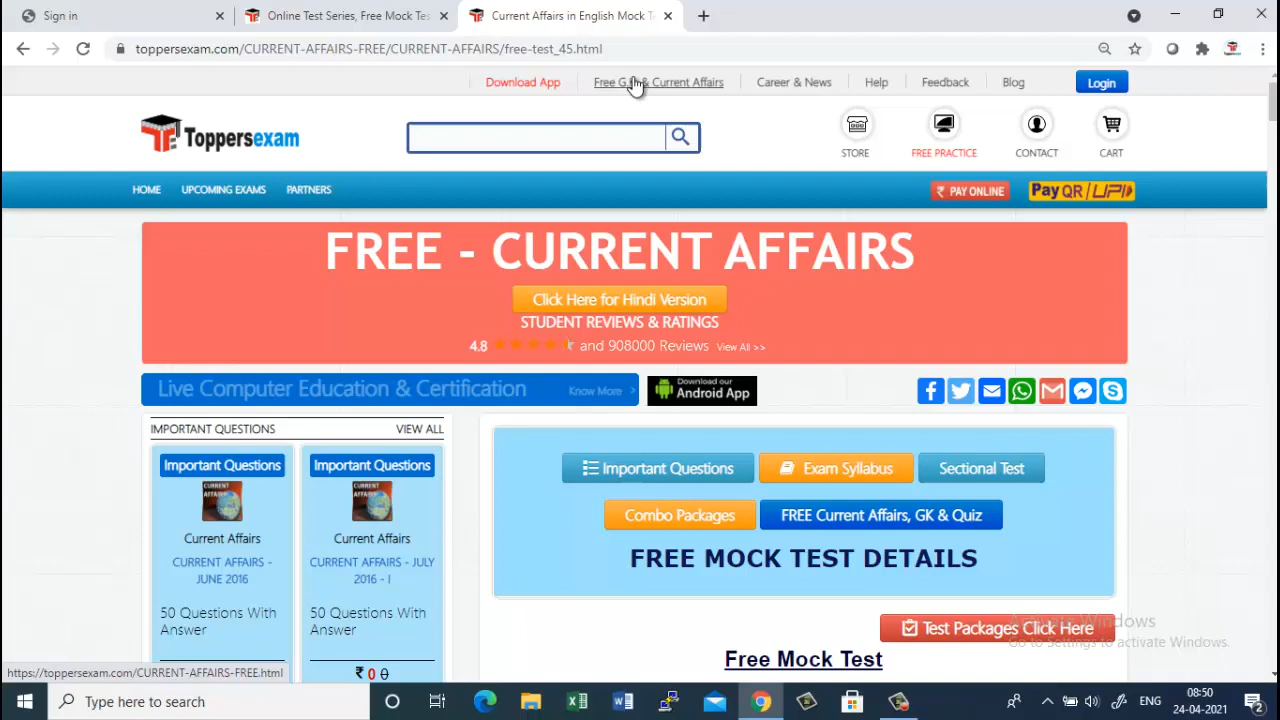 Sign in
Online Test Series, Free Mock Tes
Current Affairs in English Mock Te
toppersexam.com/CURRENT-AFFAIRS-FREE/CURRENT-AFFAIRS/free-test_45.html
Download App
Free G.K & Current Affairs
Career & News
Help
Feedback
Blog
Login
Toppersexam
STORE
FREE PRACTICE
CONTACT
CART
HOME
UPCOMING EXAMS
PARTNERS
₹ PAY ONLINE
Pay QR / UPI
FREE - CURRENT AFFAIRS
Click Here for Hindi Version
STUDENT REVIEWS & RATINGS
4.8 and 908000 Reviews View All >>
Live Computer Education & Certification
Know More >
Download our
Android App
IMPORTANT QUESTIONS
VIEW ALL
Important Questions
CURRENT AFFAIRS
Current Affairs
CURRENT AFFAIRS -
JUNE 2016
50 Questions With
Answer
Important Questions
CURRENT AFFAIRS
Current Affairs
CURRENT AFFAIRS - JULY
2016 - I
50 Questions With
Answer
₹ 0 0
Important Questions
Exam Syllabus
Sectional Test
Combo Packages
FREE Current Affairs, GK & Quiz
FREE MOCK TEST DETAILS
Test Packages Click Here
Free Mock Test
Activate Windows
Go to Settings to activate Windows.
https://toppersexam.com/CURRENT-AFFAIRS-FREE.html
Type here to search
ENG
08:50
24-04-2021
2